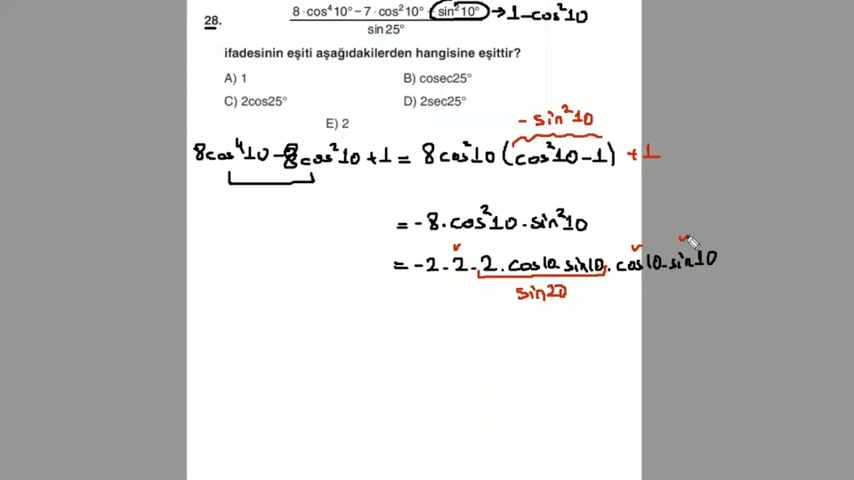 28. 8·cos⁴10° – 7·cos²10° + sin²10° → 1-cos²10
sin25°
ifadesinin eşiti aşağıdakilerden hangisine eşittir?
A) 1 B) cosec25°
C) 2cos25° D) 2sec25°
E) 2
- sin²10
8cos⁴10 - 8cos²10 + 1 = 8cos²10 (cos²10 - 1) + 1
= - 8 . cos²10 . sin²10
= -2 . 2 . 2 . cos10 . sin10 . cos10 . sin10
sin20